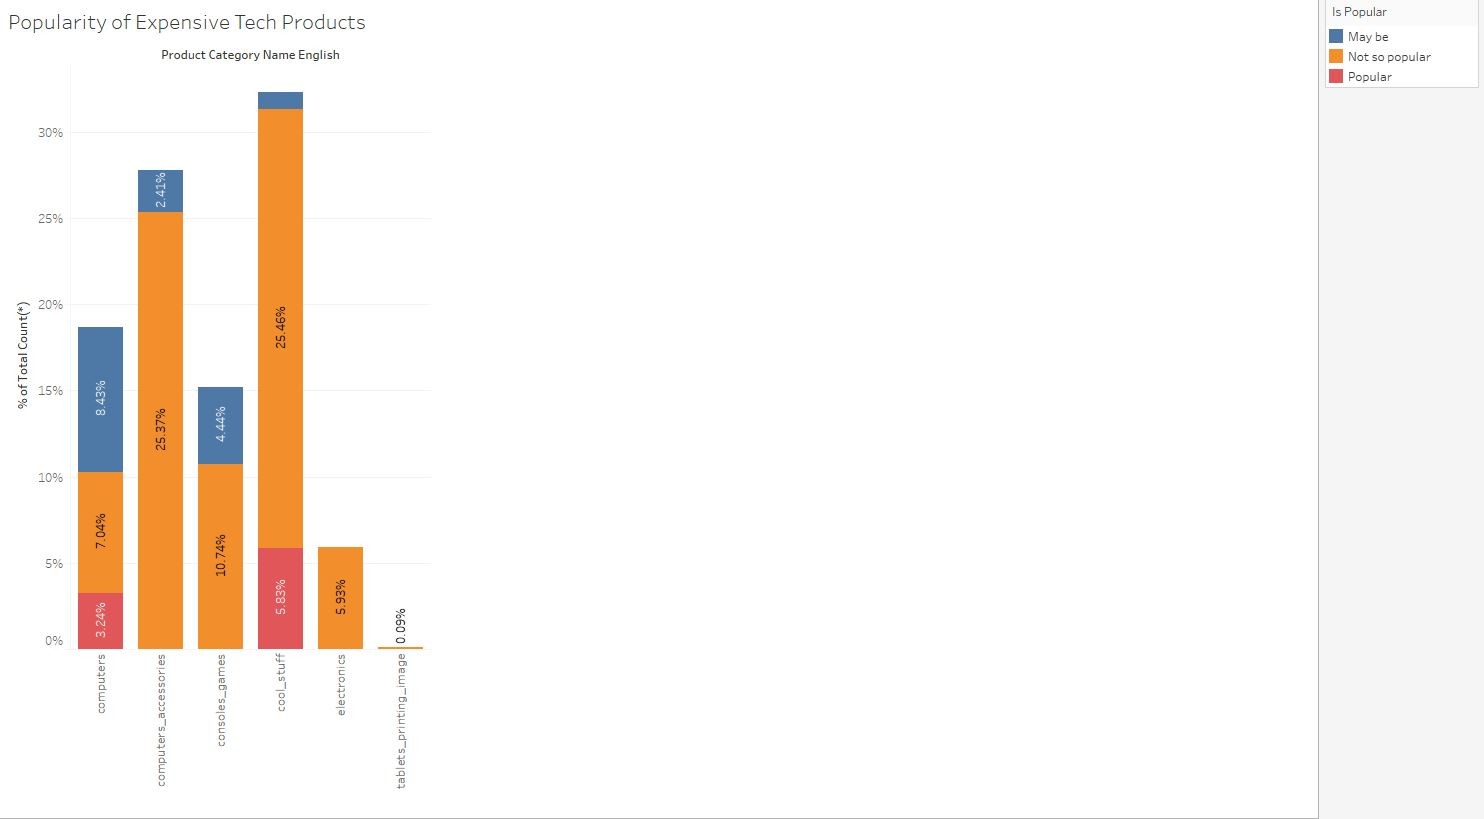 Popularity of Expensive Tech Products
Product Category Name English
% of Total Count(*)
30%
25%
20%
15%
10%
5%
0%
8.43%
7.04%
3.24%
2.41%
25.37%
4.44%
10.74%
25.46%
5.83%
5.93%
0.09%
computers
computers_accessories
consoles_games
cool_stuff
electronics
tablets_printing_image
Is Popular
May be
Not so popular
Popular